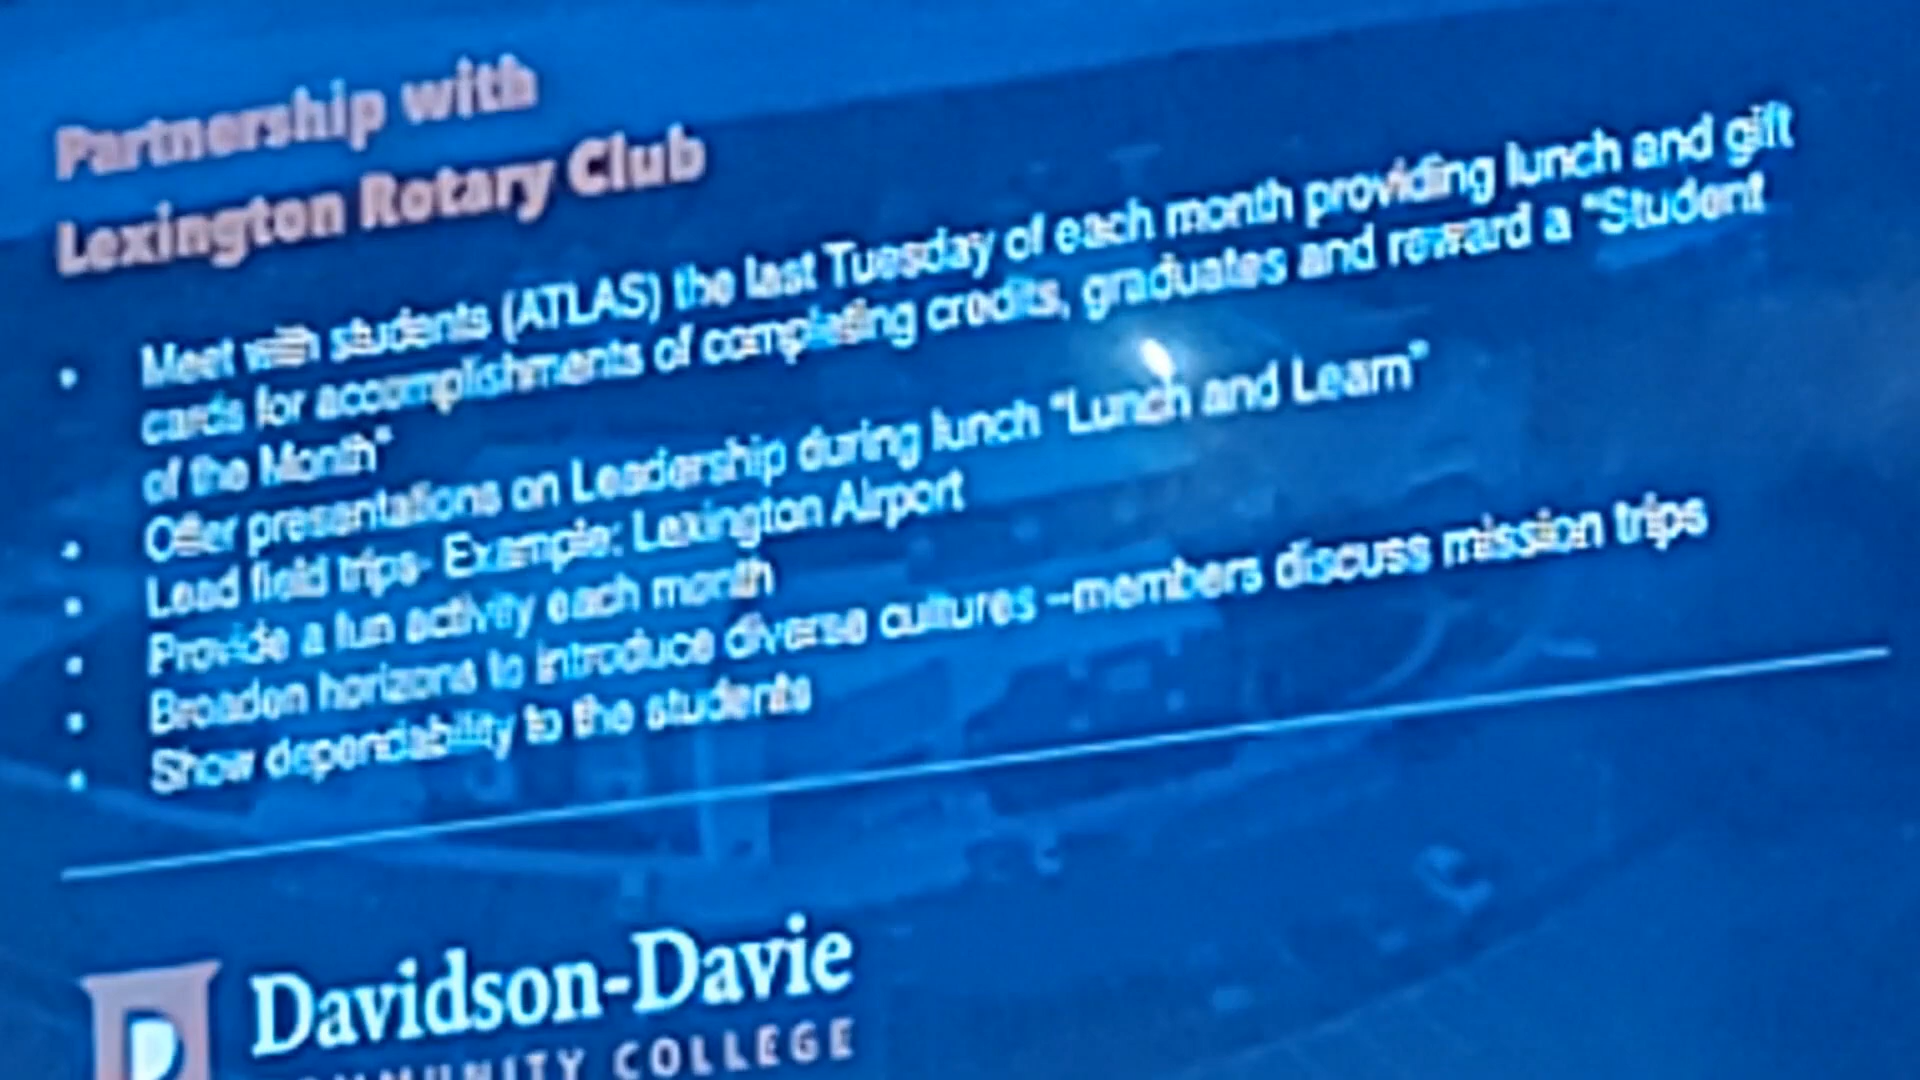 Partnership with
Lexington Rotary Club
• Meet with students (ATLAS) the last Tuesday of each month providing lunch and gift
cards for accomplishments of completing credits, graduates and reward a "Student
of the Month"
• Offer presentations on Leadership during lunch "Lunch and Learn"
• Lead field trips- Example: Lexington Airport
• Provide a fun activity each month
• Broaden horizons to introduce diverse cultures –members discuss mission trips
• Show dependability to the students
D
Davidson-Davie
COMMUNITY COLLEGE